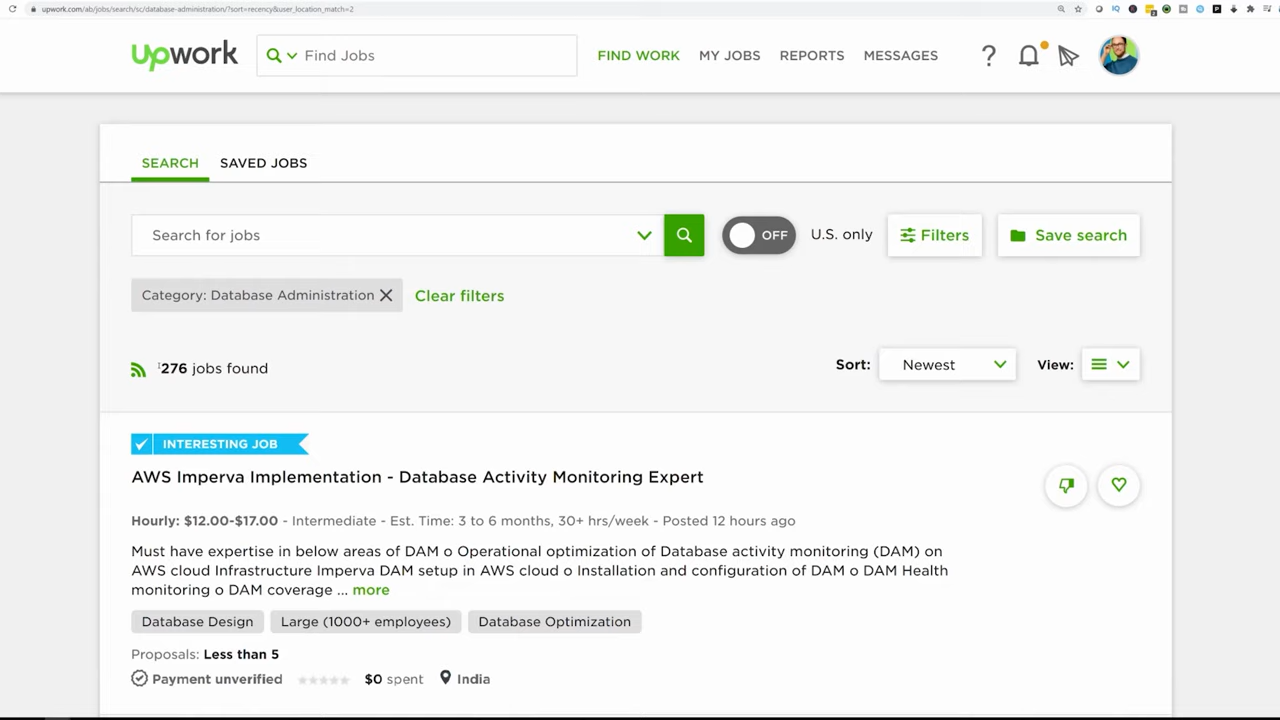 upwork.com/ab/jobs/search/sc/database-administration/?sort=recency&user_location_match=2
upwork
Find Jobs
FIND WORK
MY JOBS
REPORTS
MESSAGES
SEARCH
SAVED JOBS
Search for jobs
OFF
U.S. only
Filters
Save search
Category: Database Administration
Clear filters
276 jobs found
Sort:
Newest
View:
INTERESTING JOB
AWS Imperva Implementation - Database Activity Monitoring Expert
Hourly: $12.00-$17.00 - Intermediate - Est. Time: 3 to 6 months, 30+ hrs/week - Posted 12 hours ago
Must have expertise in below areas of DAM o Operational optimization of Database activity monitoring (DAM) on
AWS cloud Infrastructure Imperva DAM setup in AWS cloud o Installation and configuration of DAM o DAM Health
monitoring o DAM coverage ... more
Database Design
Large (1000+ employees)
Database Optimization
Proposals: Less than 5
Payment unverified
$0 spent
India